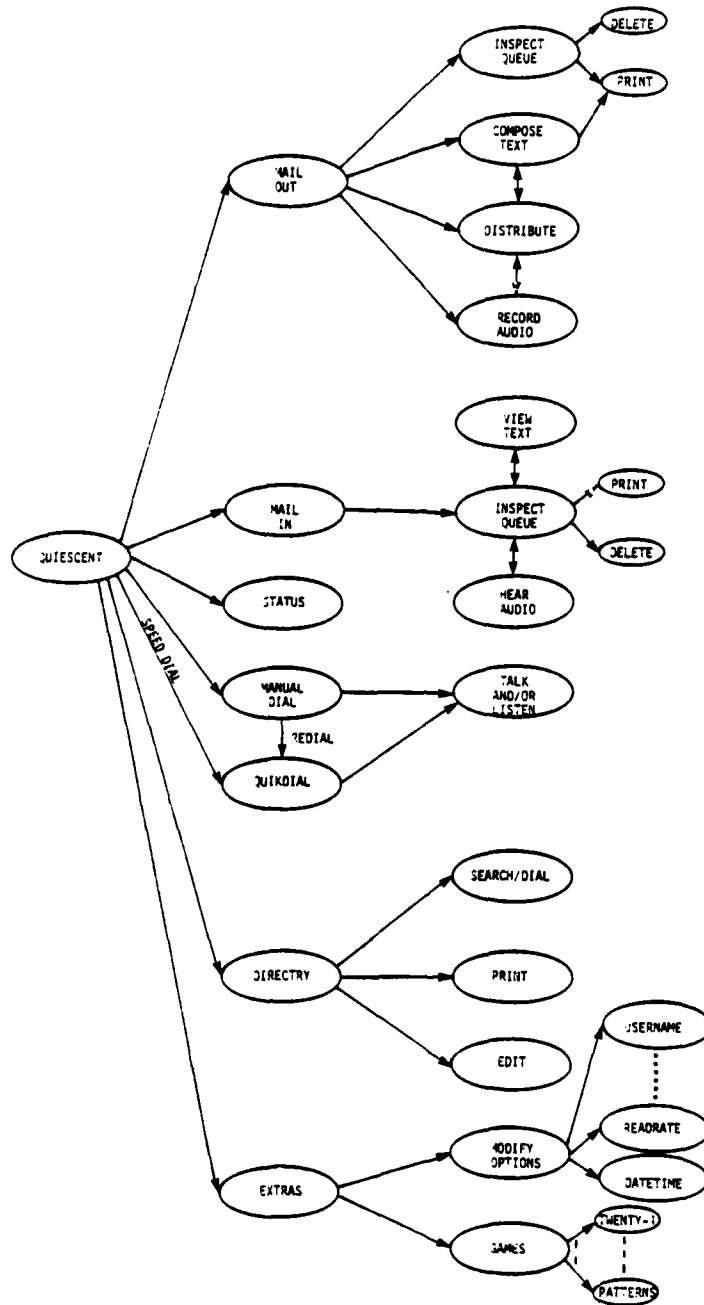 DELETE
INSPECT
QUEUE
PRINT
COMPOSE
TEXT
MAIL
OUT
DISTRIBUTE
RECORD
AUDIO
VIEW
TEXT
PRINT
MAIL
IN
INSPECT
QUEUE
QUIESCENT
DELETE
STATUS
HEAR
AUDIO
SPEED DIAL
MANUAL
DIAL
TALK
AND/OR
LISTEN
REDIAL
QUIKDIAL
SEARCH/DIAL
DIRECTRY
PRINT
USERNAME
EDIT
READRATE
MODIFY
OPTIONS
DATETIME
EXTRAS
TWENTY-1
GAMES
PATTERNS